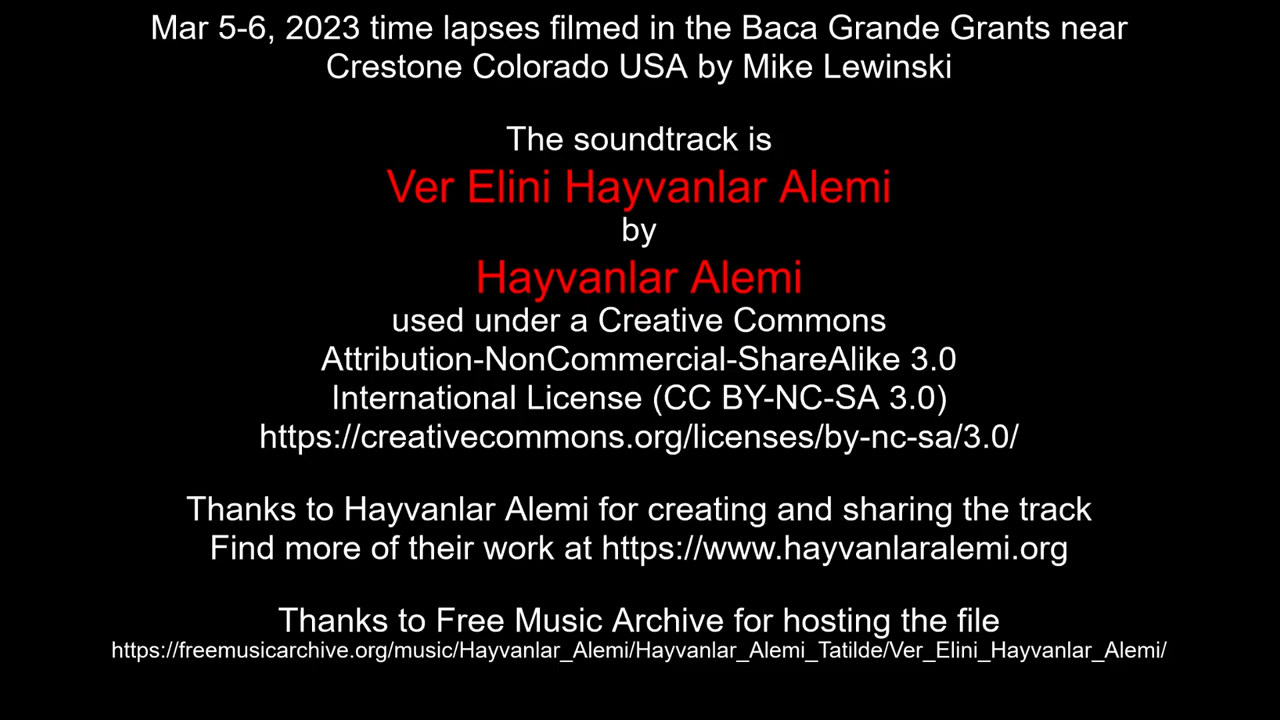 Mar 5-6, 2023 time lapses filmed in the Baca Grande Grants near
Crestone Colorado USA by Mike Lewinski
The soundtrack is
Ver Elini Hayvanlar Alemi
by
Hayvanlar Alemi
used under a Creative Commons
Attribution-NonCommercial-ShareAlike 3.0
International License (CC BY-NC-SA 3.0)
https://creativecommons.org/licenses/by-nc-sa/3.0/
Thanks to Hayvanlar Alemi for creating and sharing the track
Find more of their work at https://www.hayvanlaralemi.org
Thanks to Free Music Archive for hosting the file
https://freemusicarchive.org/music/Hayvanlar_Alemi/Hayvanlar_Alemi_Tatilde/Ver_Elini_Hayvanlar_Alemi/